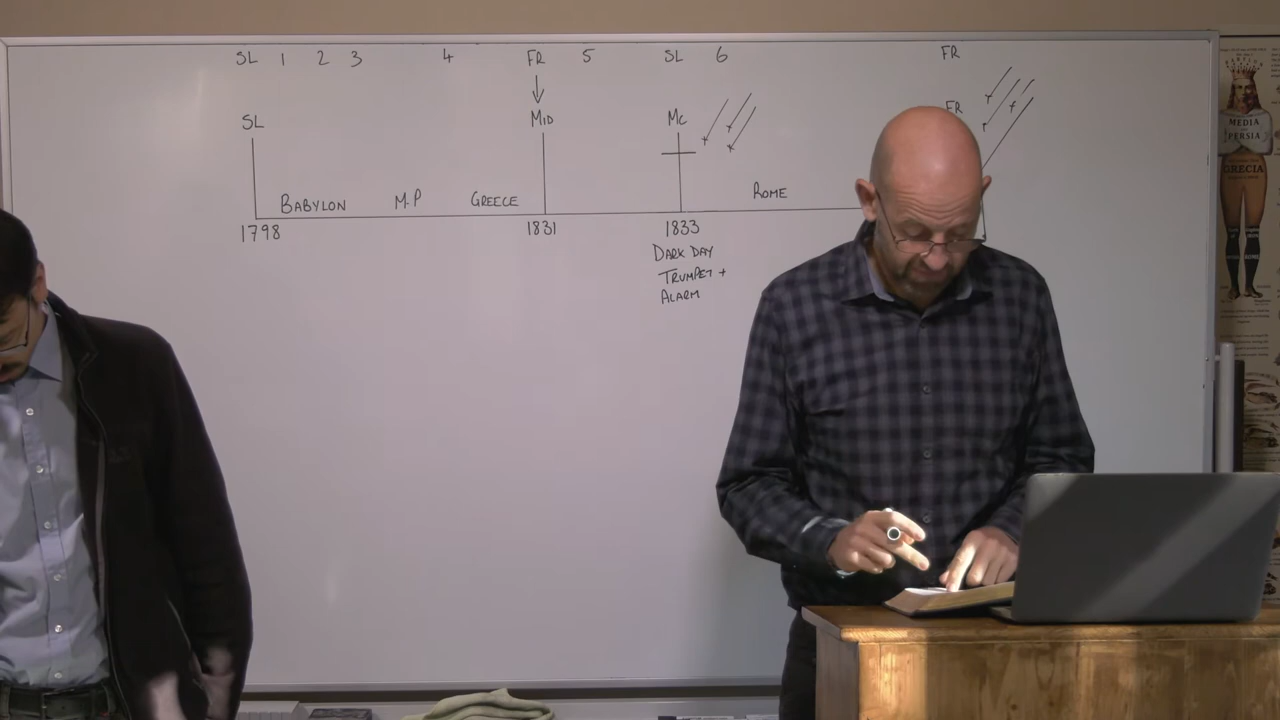 SL 1 2 3 4 FR 5 SL 6 FR
SL MID MC FR
BABYLON M-P GREECE ROME
1798 1831 1833
DARK DAY
TRUMPET +
ALARM
MEDIA
PERSIA
GRECIA